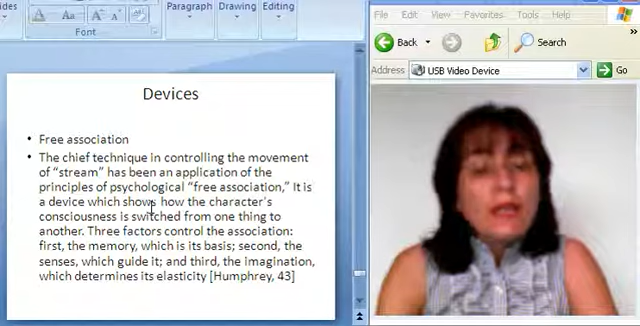 ides
Paragraph
Drawing
Editing
Font
Devices
• Free association
• The chief technique in controlling the movement
of “stream” has been an application of the
principles of psychological “free association,” It is
a device which shows how the character's
consciousness is switched from one thing to
another. Three factors control the association:
first, the memory, which is its basis; second, the
senses, which guide it; and third, the imagination,
which determines its elasticity [Humphrey, 43]
File Edit View Favorites Tools Help
Back Search
Address USB Video Device Go